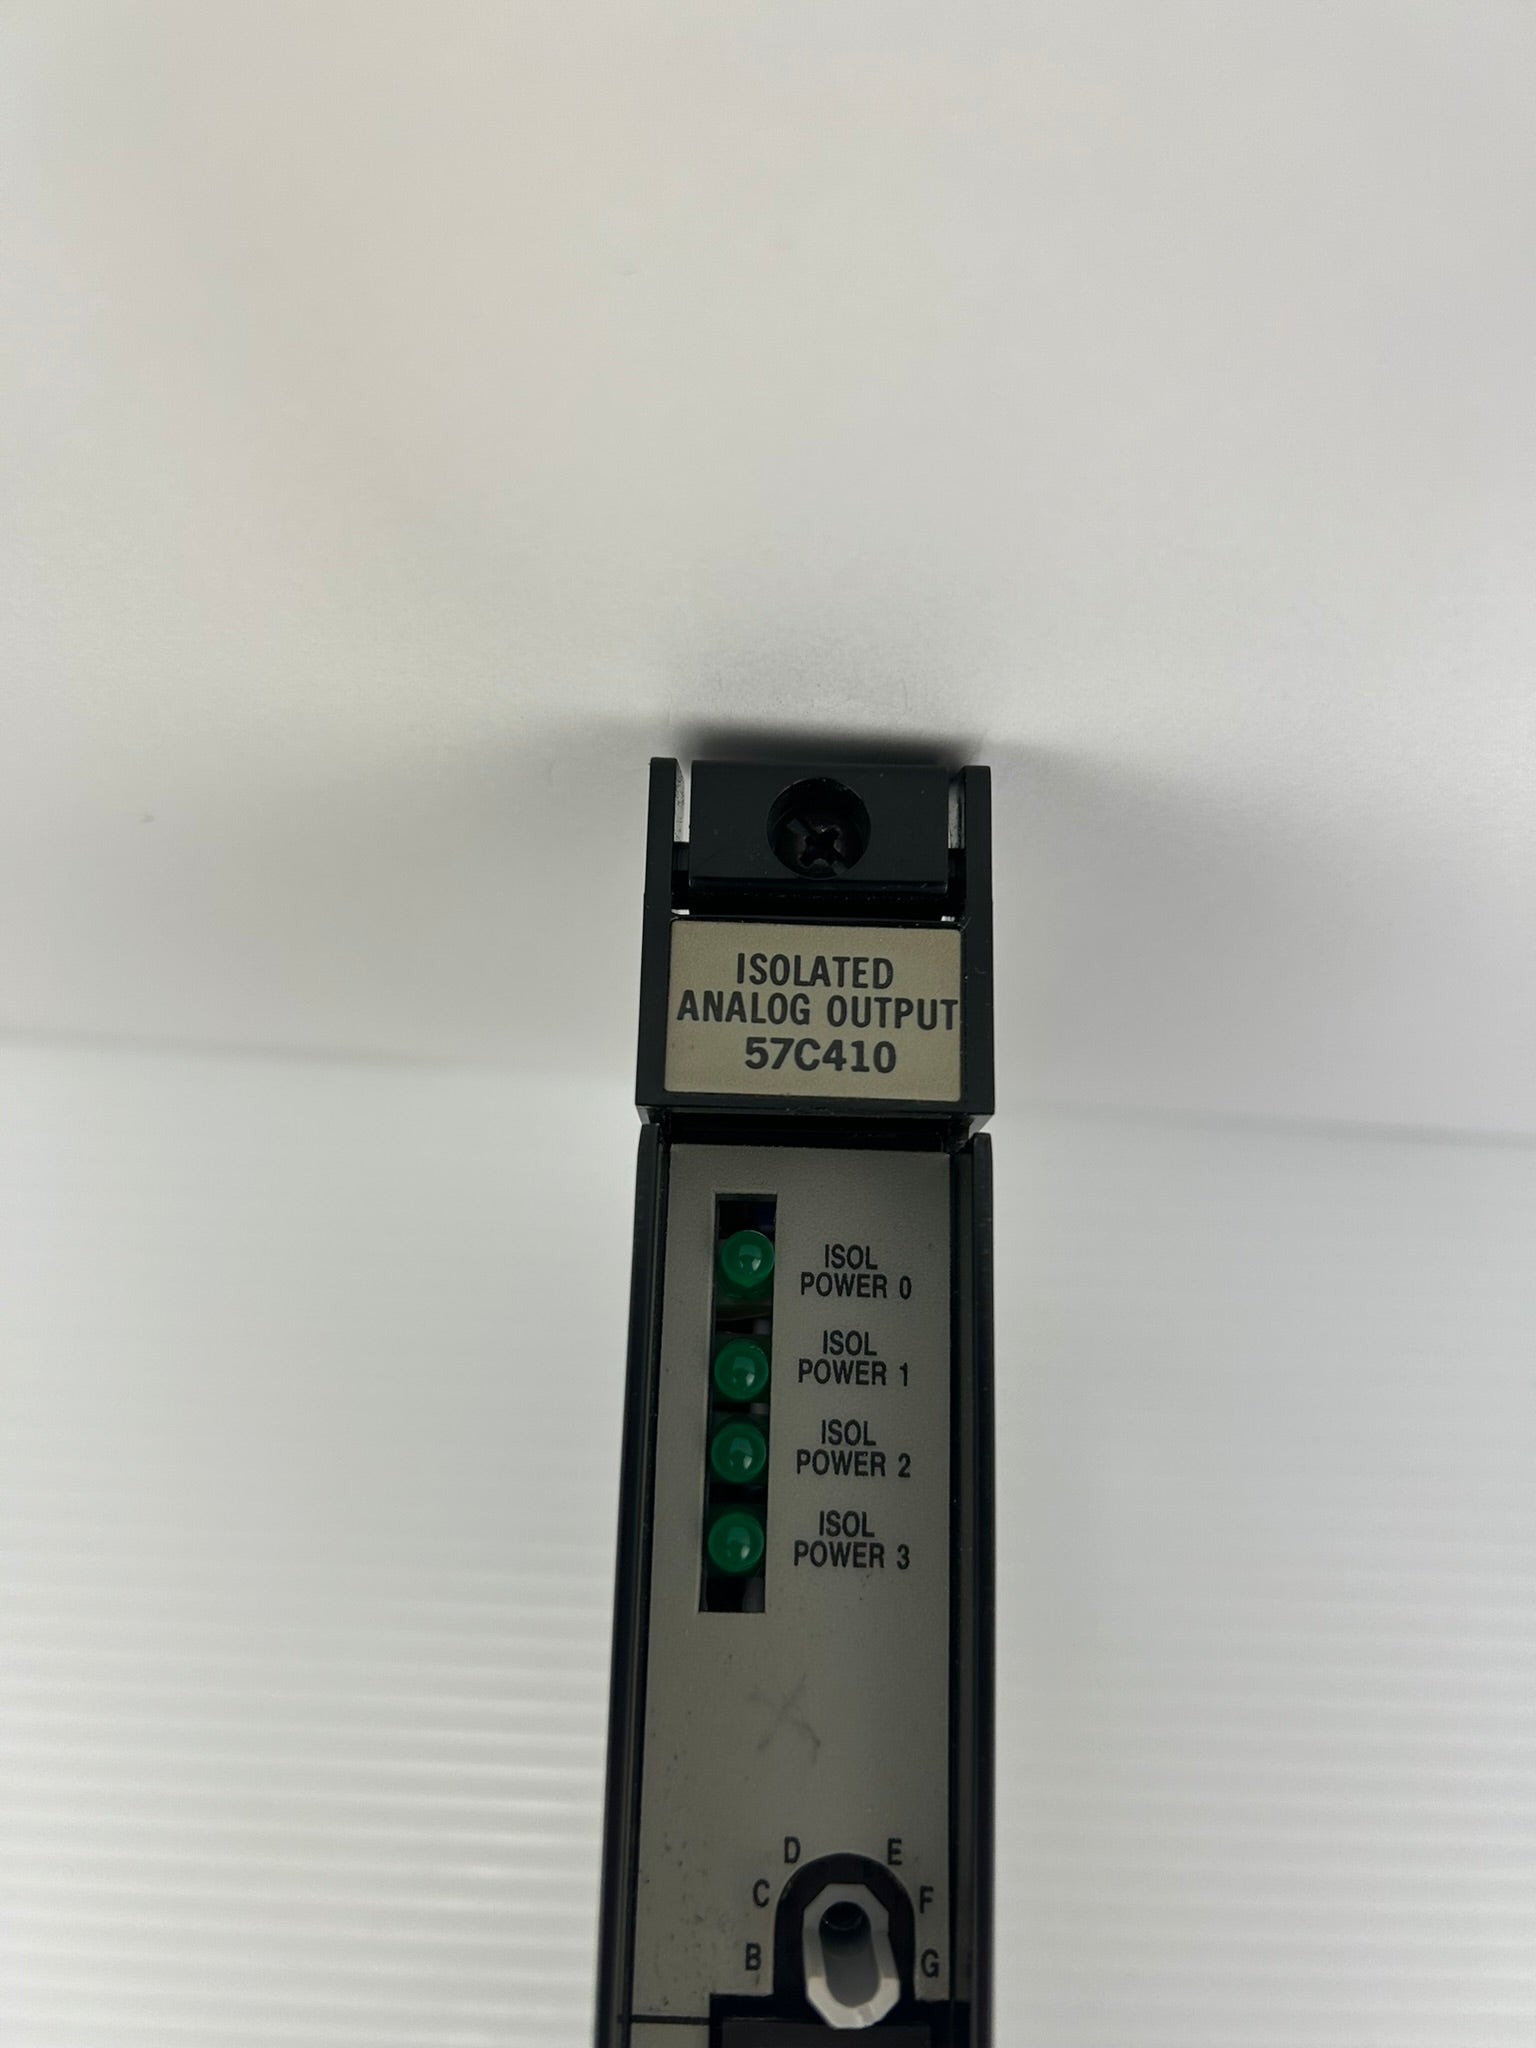 ISOLATED
ANALOG OUTPUT
57C410
ISOL
POWER 0
ISOL
POWER 1
ISOL
POWER 2
ISOL
POWER 3
D E
C F
B G